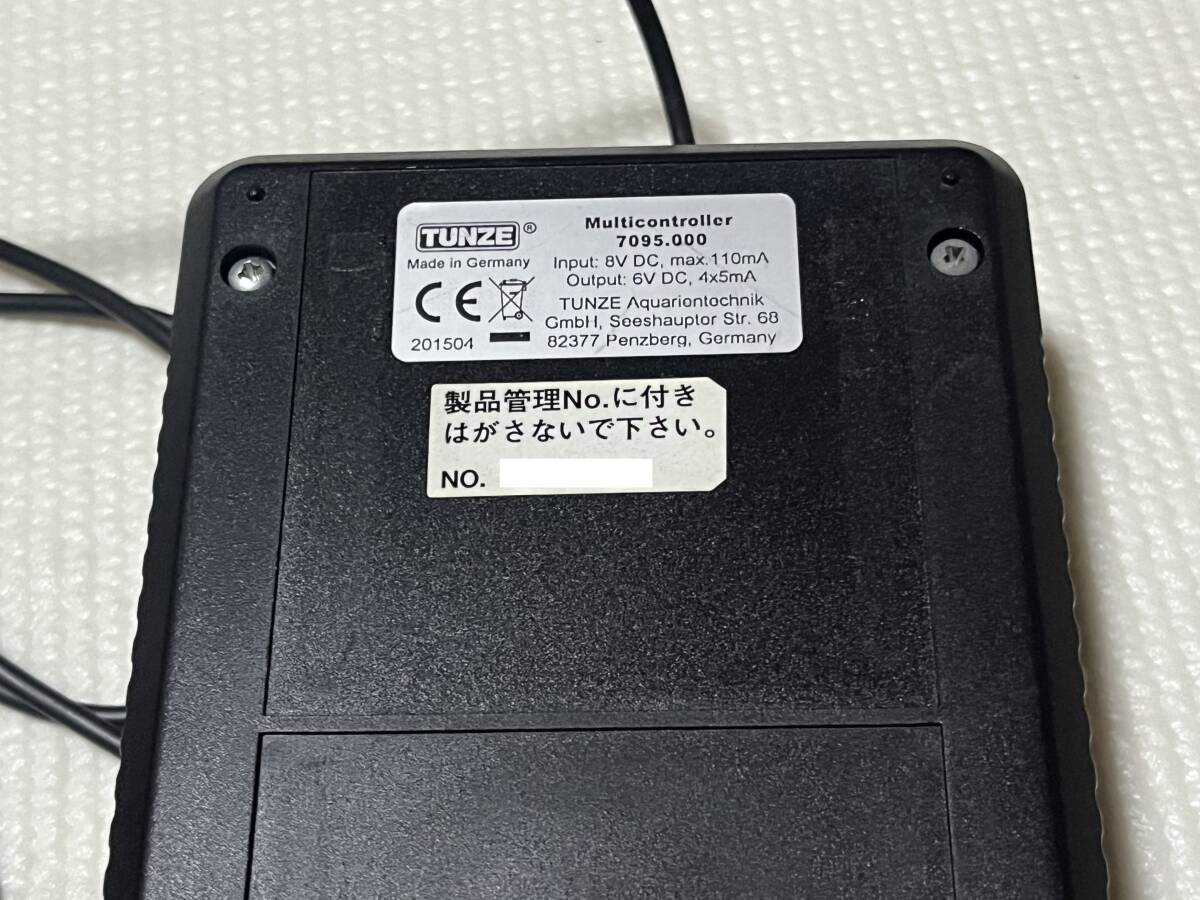 TUNZE®
Made in Germany
CE
201504
Multicontroller
7095.000
Input: 8V DC, max.110mA
Output: 6V DC, 4x5mA
TUNZE Aquarientechnik
GmbH, Seeshaupter Str. 68
82377 Penzberg, Germany
製品管理No.に付き
はがさないで下さい。
NO.